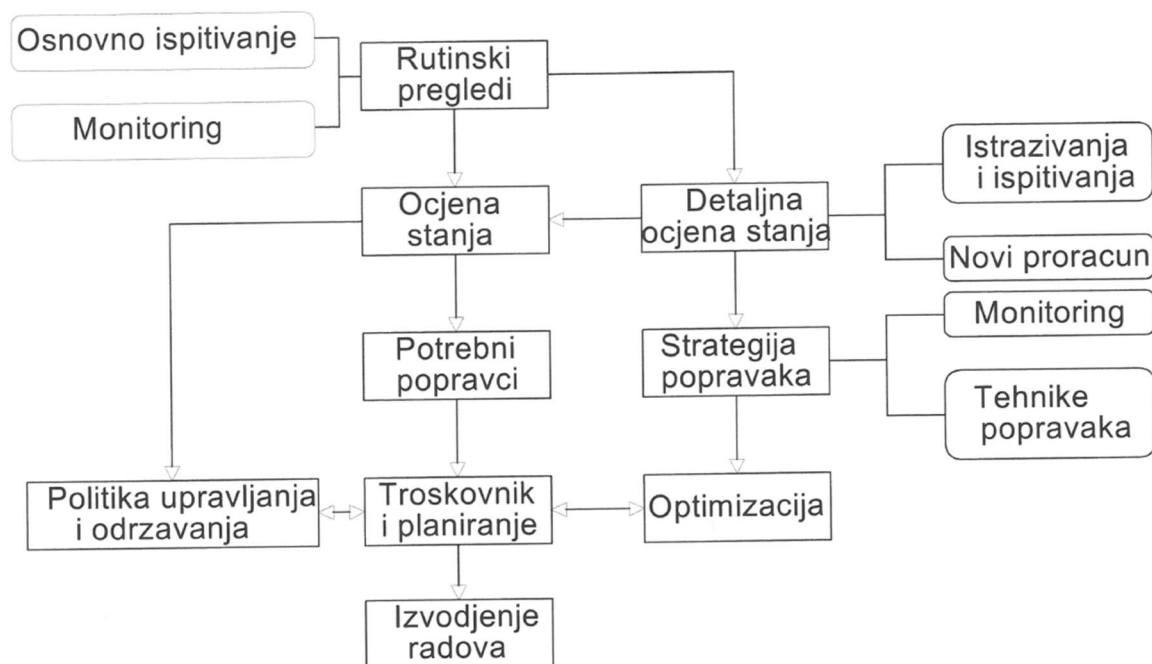 Osnovno ispitivanje
Rutinski
pregledi
Monitoring
Istrazivanja
i ispitivanja
Ocjena
stanja
Detaljna
ocjena stanja
Novi proracun
Monitoring
Potrebni
popravci
Strategija
popravaka
Tehnike
popravaka
Politika upravljanja
i odrzavanja
Troskovnik
i planiranje
Optimizacija
Izvodjenje
radova